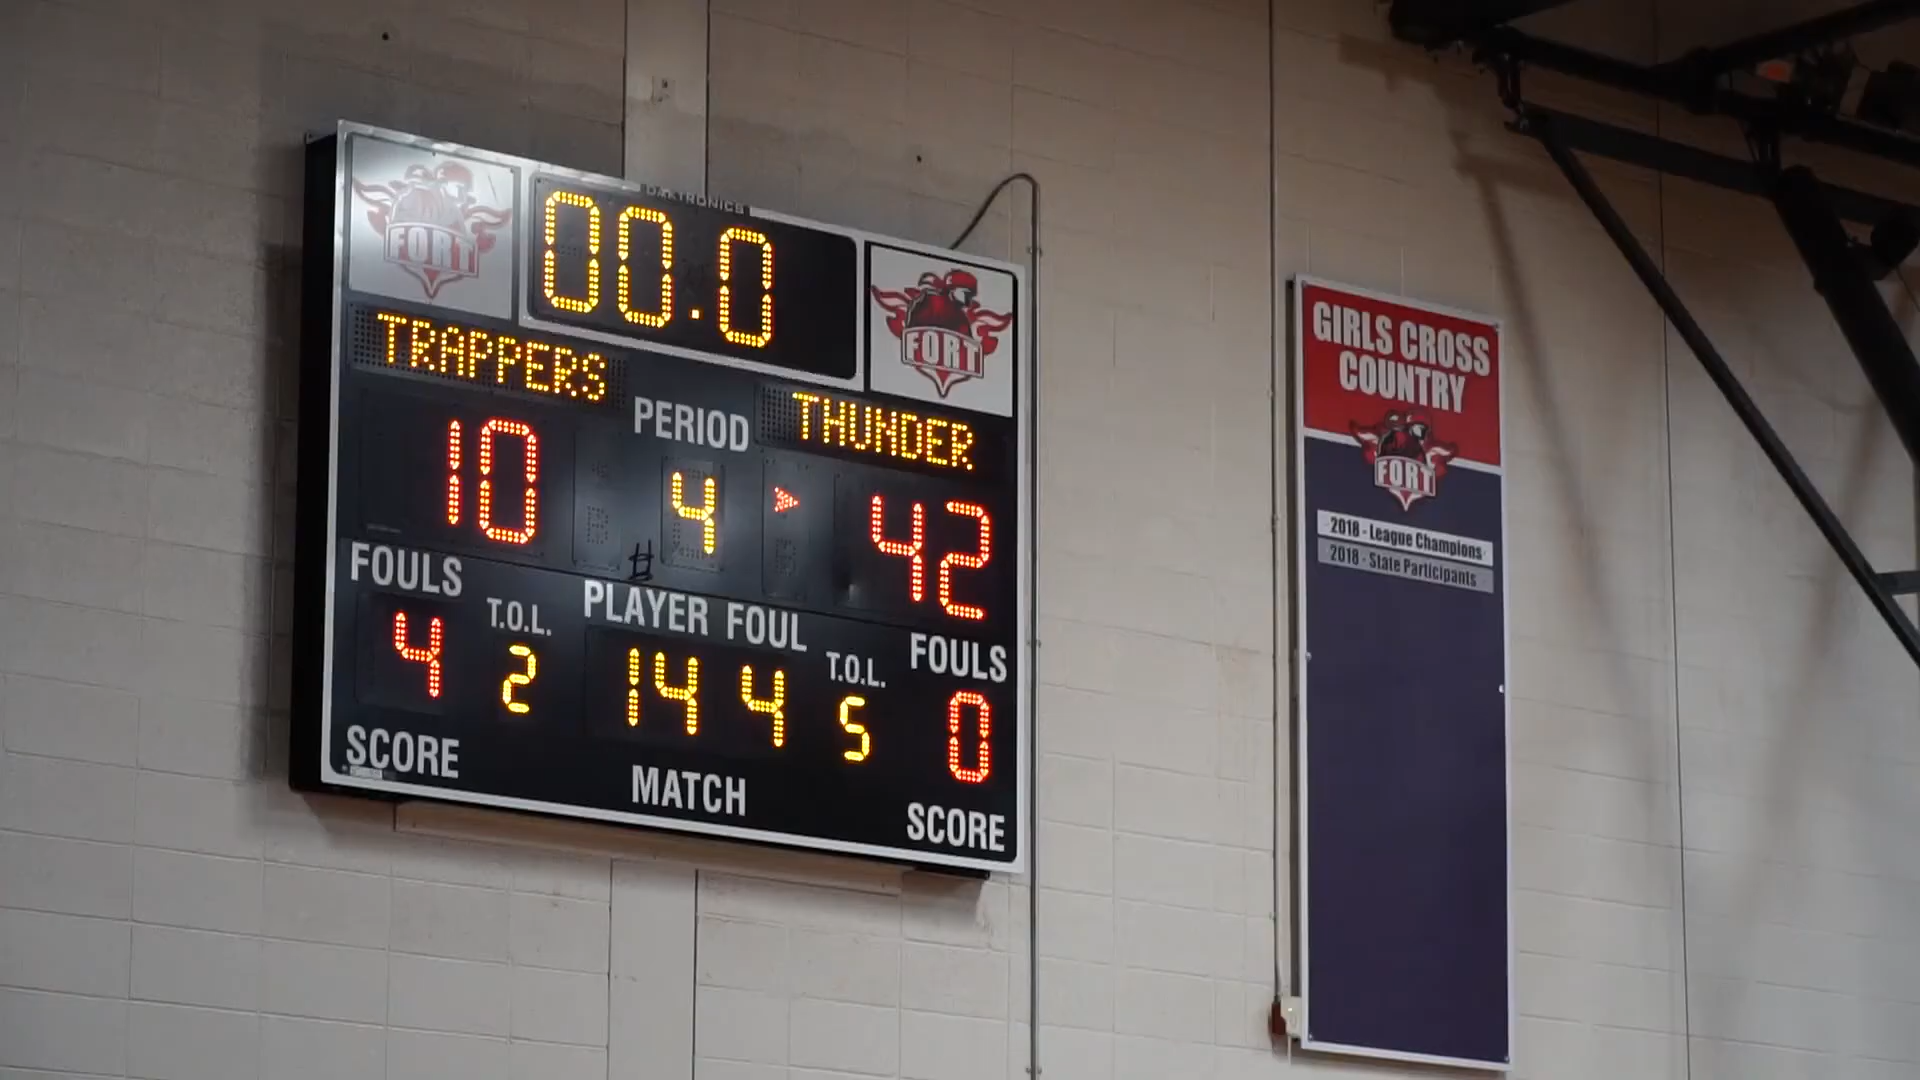 DAKTRONICS
FORT
00.0
FORT
TRAPPERS
PERIOD
THUNDER
10
4
42
#
FOULS
T.O.L.
PLAYER FOUL
T.O.L.
FOULS
4
2
14 4
5
0
SCORE
MATCH
SCORE
GIRLS CROSS
COUNTRY
FORT
2018 - League Champions
2018 - State Participants